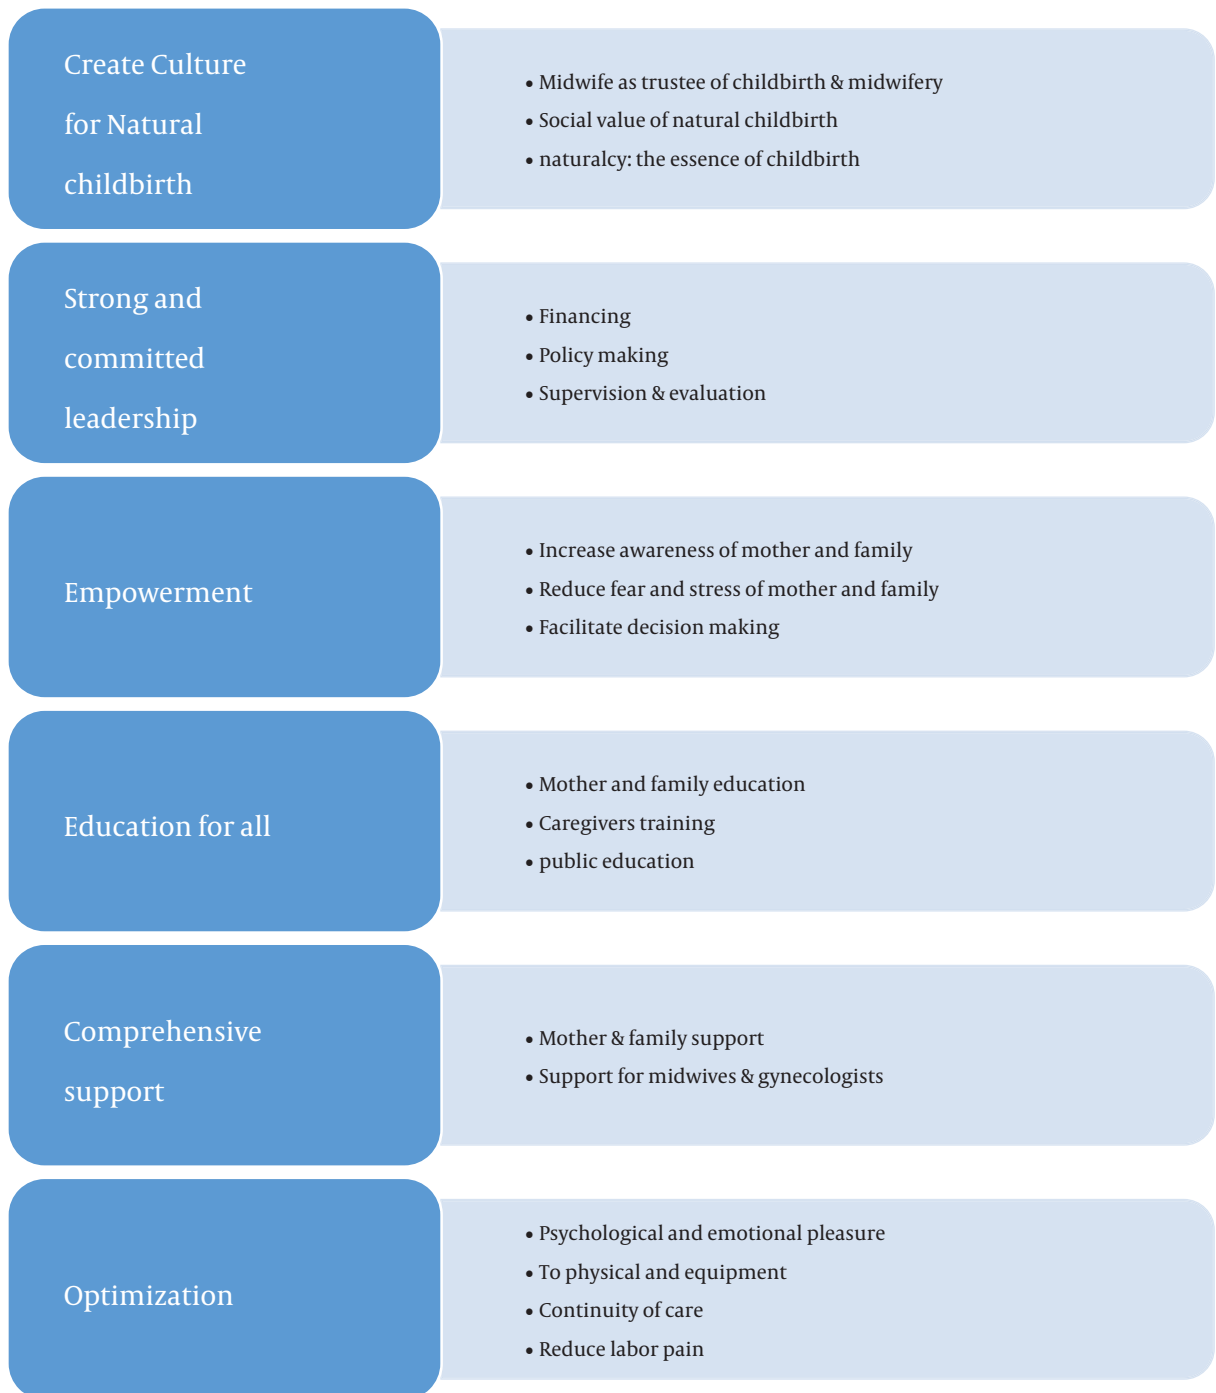 Create Culture
for Natural
childbirth
• Midwife as trustee of childbirth & midwifery
• Social value of natural childbirth
• naturalcy: the essence of childbirth
Strong and
committed
leadership
• Financing
• Policy making
• Supervision & evaluation
Empowerment
• Increase awareness of mother and family
• Reduce fear and stress of mother and family
• Facilitate decision making
Education for all
• Mother and family education
• Caregivers training
• public education
Comprehensive
support
• Mother & family support
• Support for midwives & gynecologists
Optimization
• Psychological and emotional pleasure
• To physical and equipment
• Continuity of care
• Reduce labor pain